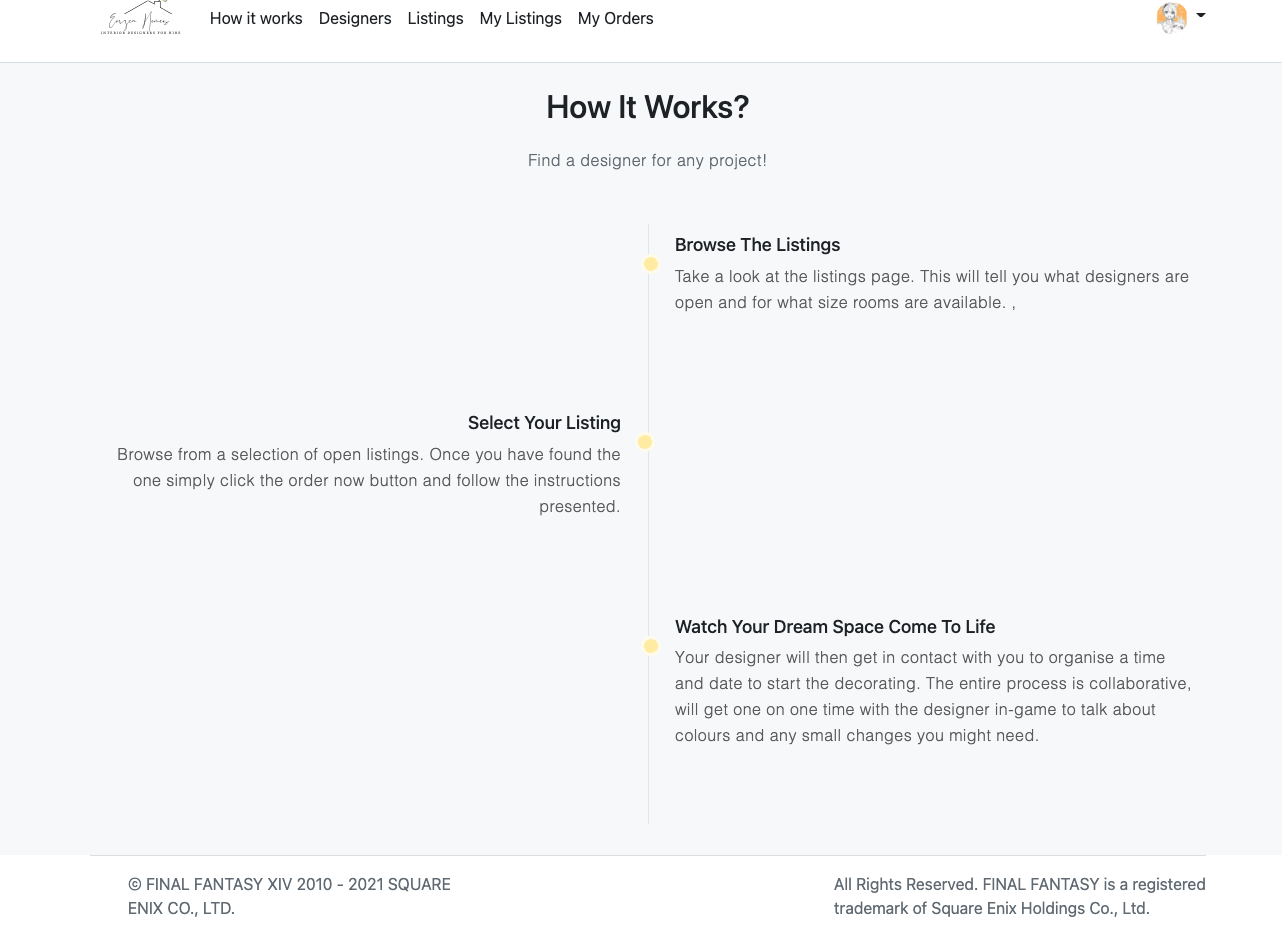 How it works Designers Listings My Listings My Orders
INTERIOR DESIGNERS FOR HIRE
How It Works?
Find a designer for any project!
Browse The Listings
Take a look at the listings page. This will tell you what designers are
open and for what size rooms are available. ,
Select Your Listing
Browse from a selection of open listings. Once you have found the
one simply click the order now button and follow the instructions
presented.
Watch Your Dream Space Come To Life
Your designer will then get in contact with you to organise a time
and date to start the decorating. The entire process is collaborative,
will get one on one time with the designer in-game to talk about
colours and any small changes you might need.
© FINAL FANTASY XIV 2010 - 2021 SQUARE
ENIX CO., LTD.
All Rights Reserved. FINAL FANTASY is a registered
trademark of Square Enix Holdings Co., Ltd.